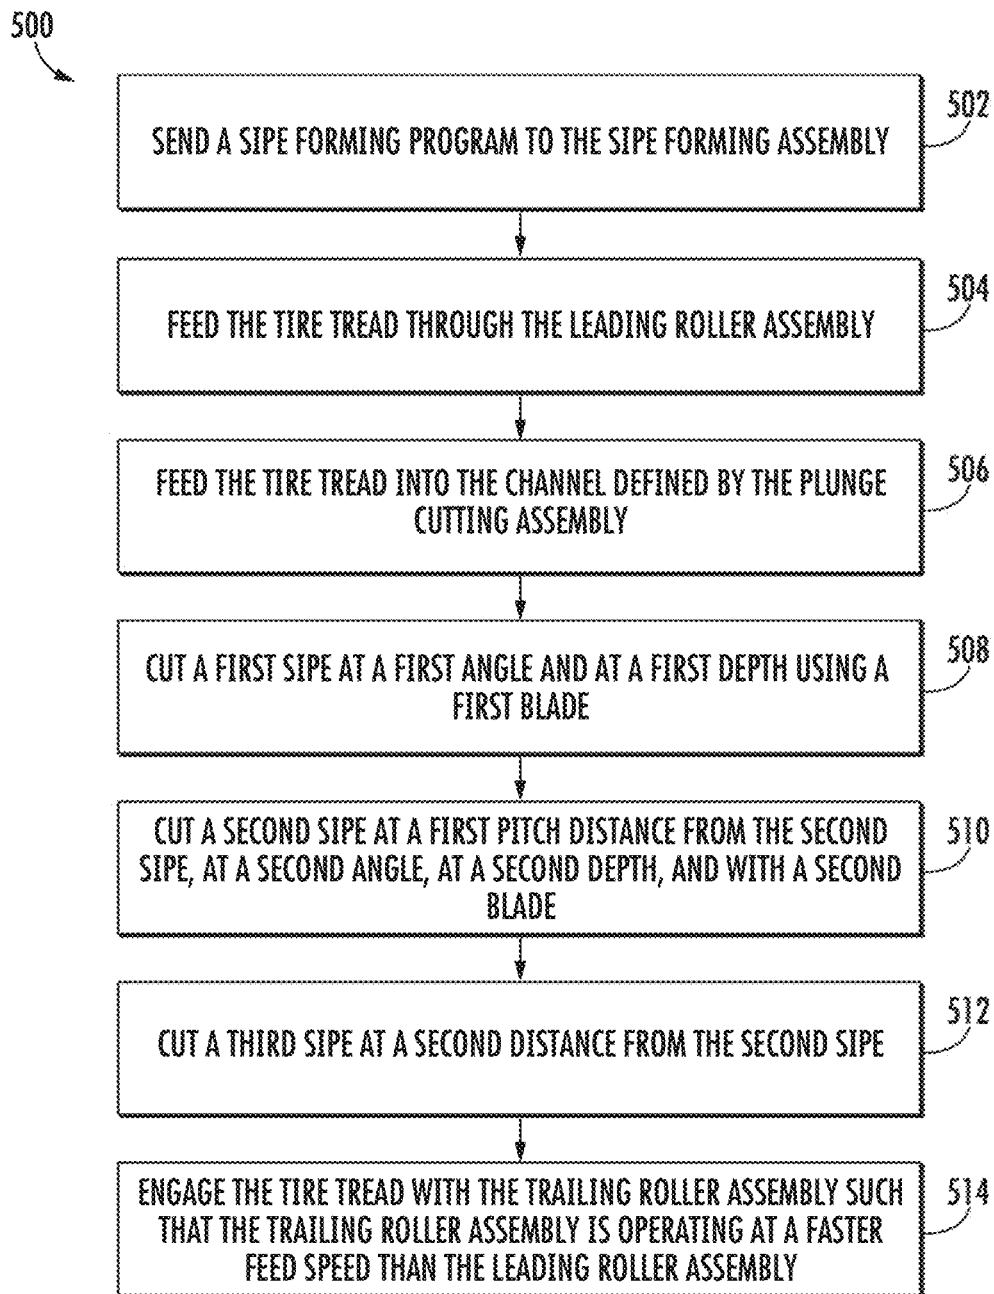 500
502
SEND A SIPE FORMING PROGRAM TO THE SIPE FORMING ASSEMBLY
504
FEED THE TIRE TREAD THROUGH THE LEADING ROLLER ASSEMBLY
506
FEED THE TIRE TREAD INTO THE CHANNEL DEFINED BY THE PLUNGE
CUTTING ASSEMBLY
508
CUT A FIRST SIPE AT A FIRST ANGLE AND AT A FIRST DEPTH USING A
FIRST BLADE
510
CUT A SECOND SIPE AT A FIRST PITCH DISTANCE FROM THE SECOND
SIPE, AT A SECOND ANGLE, AT A SECOND DEPTH, AND WITH A SECOND
BLADE
512
CUT A THIRD SIPE AT A SECOND DISTANCE FROM THE SECOND SIPE
514
ENGAGE THE TIRE TREAD WITH THE TRAILING ROLLER ASSEMBLY SUCH
THAT THE TRAILING ROLLER ASSEMBLY IS OPERATING AT A FASTER
FEED SPEED THAN THE LEADING ROLLER ASSEMBLY